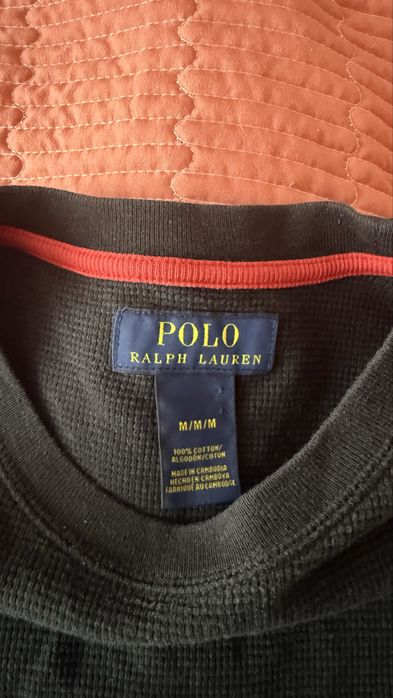 POLO
RALPH LAUREN
M/M/M
100% COTTON/
ALGODÓN/COTON
MADE IN CAMBODIA
HECHO EN CAMBOYA
FABRIQUÉ AU CAMBODGE